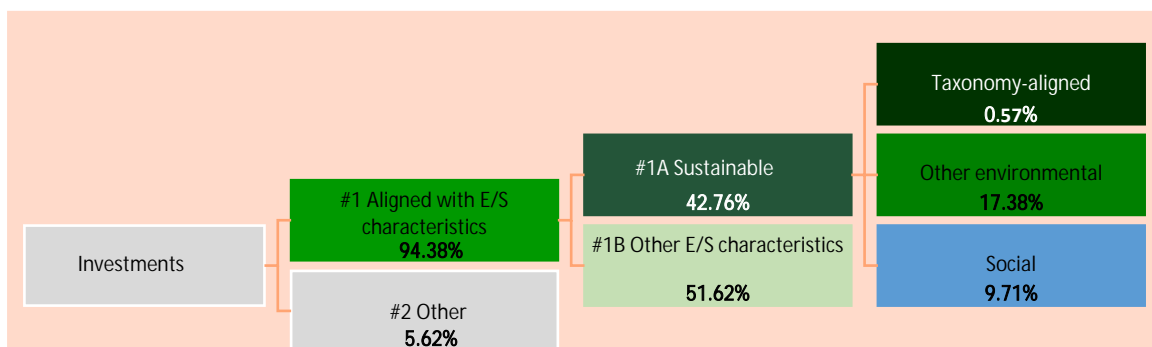 Investments
#1 Aligned with E/S
characteristics
94.38%
#2 Other
5.62%
#1A Sustainable
42.76%
#1B Other E/S characteristics
51.62%
Taxonomy-aligned
0.57%
Other environmental
17.38%
Social
9.71%